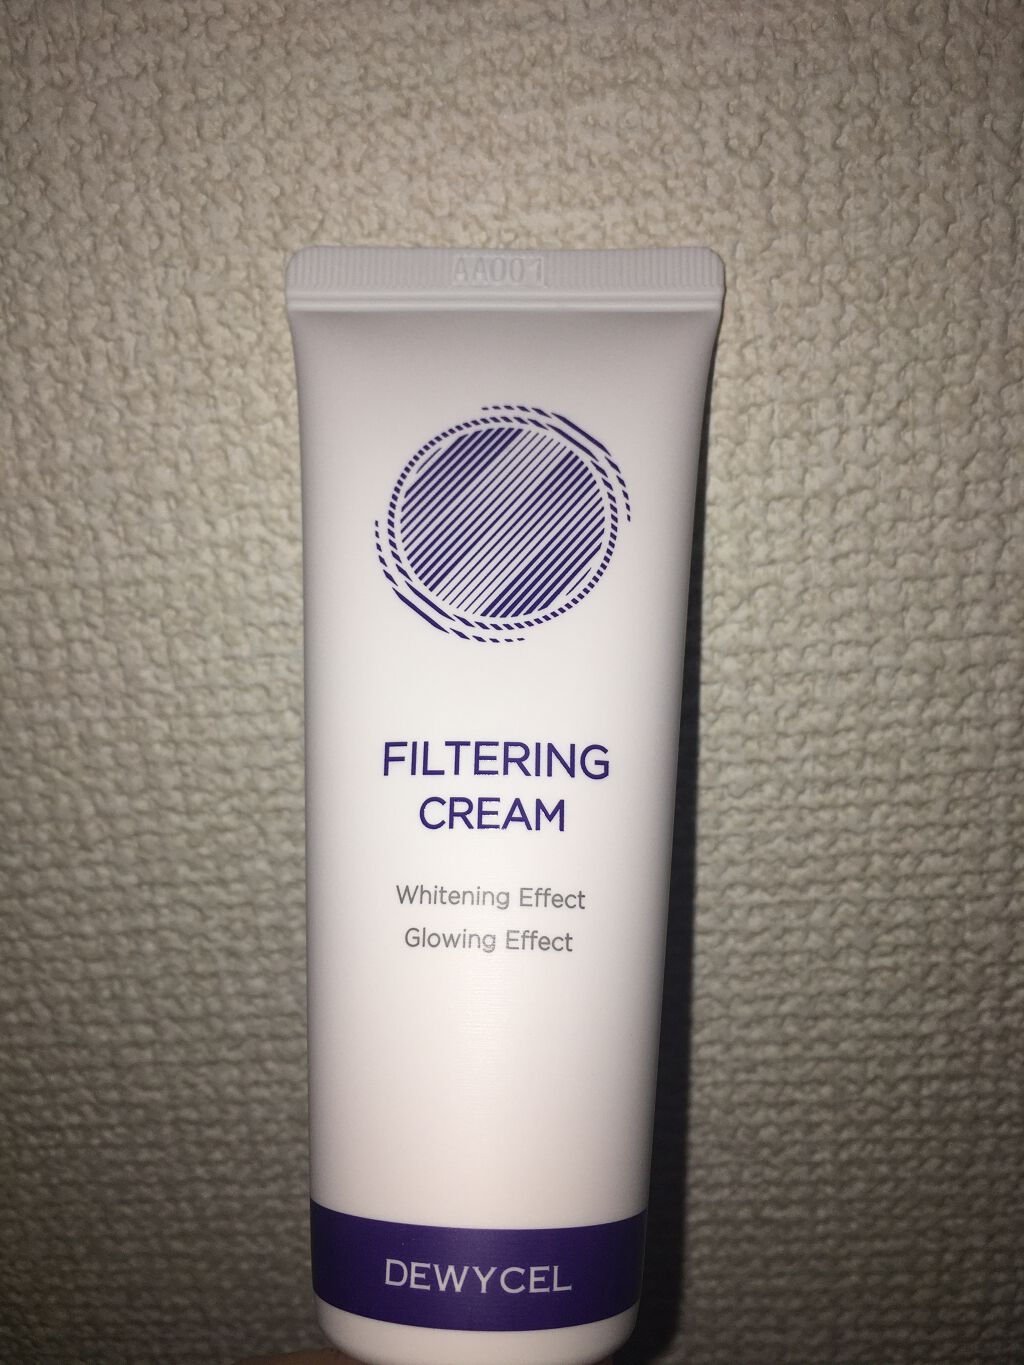 AA001
FILTERING
CREAM
Whitening Effect
Glowing Effect
DEWYCEL